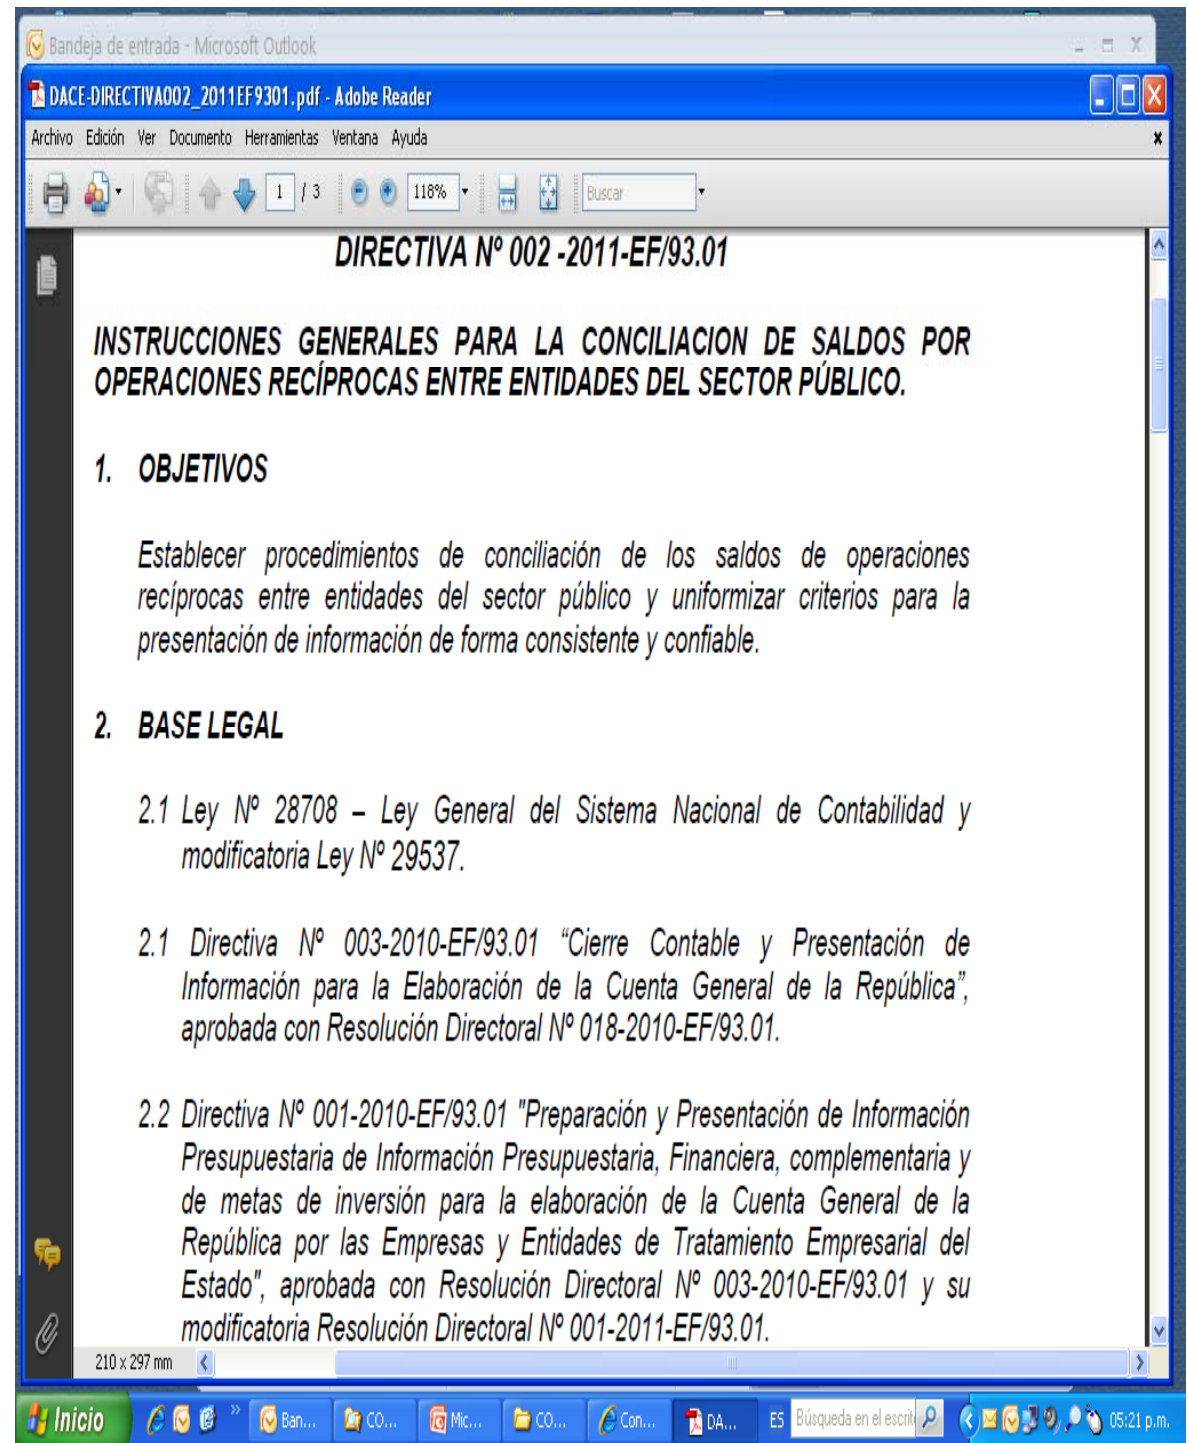 Bandeja de entrada - Microsoft Outlook
DACE-DIRECTIVA002_2011EF9301.pdf - Adobe Reader
Archivo Edición Ver Documento Herramientas Ventana Ayuda
1 / 3 118% Buscar
DIRECTIVA Nº 002 -2011-EF/93.01
INSTRUCCIONES GENERALES PARA LA CONCILIACION DE SALDOS POR
OPERACIONES RECÍPROCAS ENTRE ENTIDADES DEL SECTOR PÚBLICO.
1. OBJETIVOS
Establecer procedimientos de conciliación de los saldos de operaciones
recíprocas entre entidades del sector público y uniformizar criterios para la
presentación de información de forma consistente y confiable.
2. BASE LEGAL
2.1 Ley Nº 28708 – Ley General del Sistema Nacional de Contabilidad y
modificatoria Ley Nº 29537.
2.1 Directiva Nº 003-2010-EF/93.01 “Cierre Contable y Presentación de
Información para la Elaboración de la Cuenta General de la República”,
aprobada con Resolución Directoral Nº 018-2010-EF/93.01.
2.2 Directiva Nº 001-2010-EF/93.01 "Preparación y Presentación de Información
Presupuestaria de Información Presupuestaria, Financiera, complementaria y
de metas de inversión para la elaboración de la Cuenta General de la
República por las Empresas y Entidades de Tratamiento Empresarial del
Estado", aprobada con Resolución Directoral Nº 003-2010-EF/93.01 y su
modificatoria Resolución Directoral Nº 001-2011-EF/93.01.
210 x 297 mm
Inicio Ban... CO... Mic... CO... Con... DA... ES Búsqueda en el escrit 05:21 p.m.